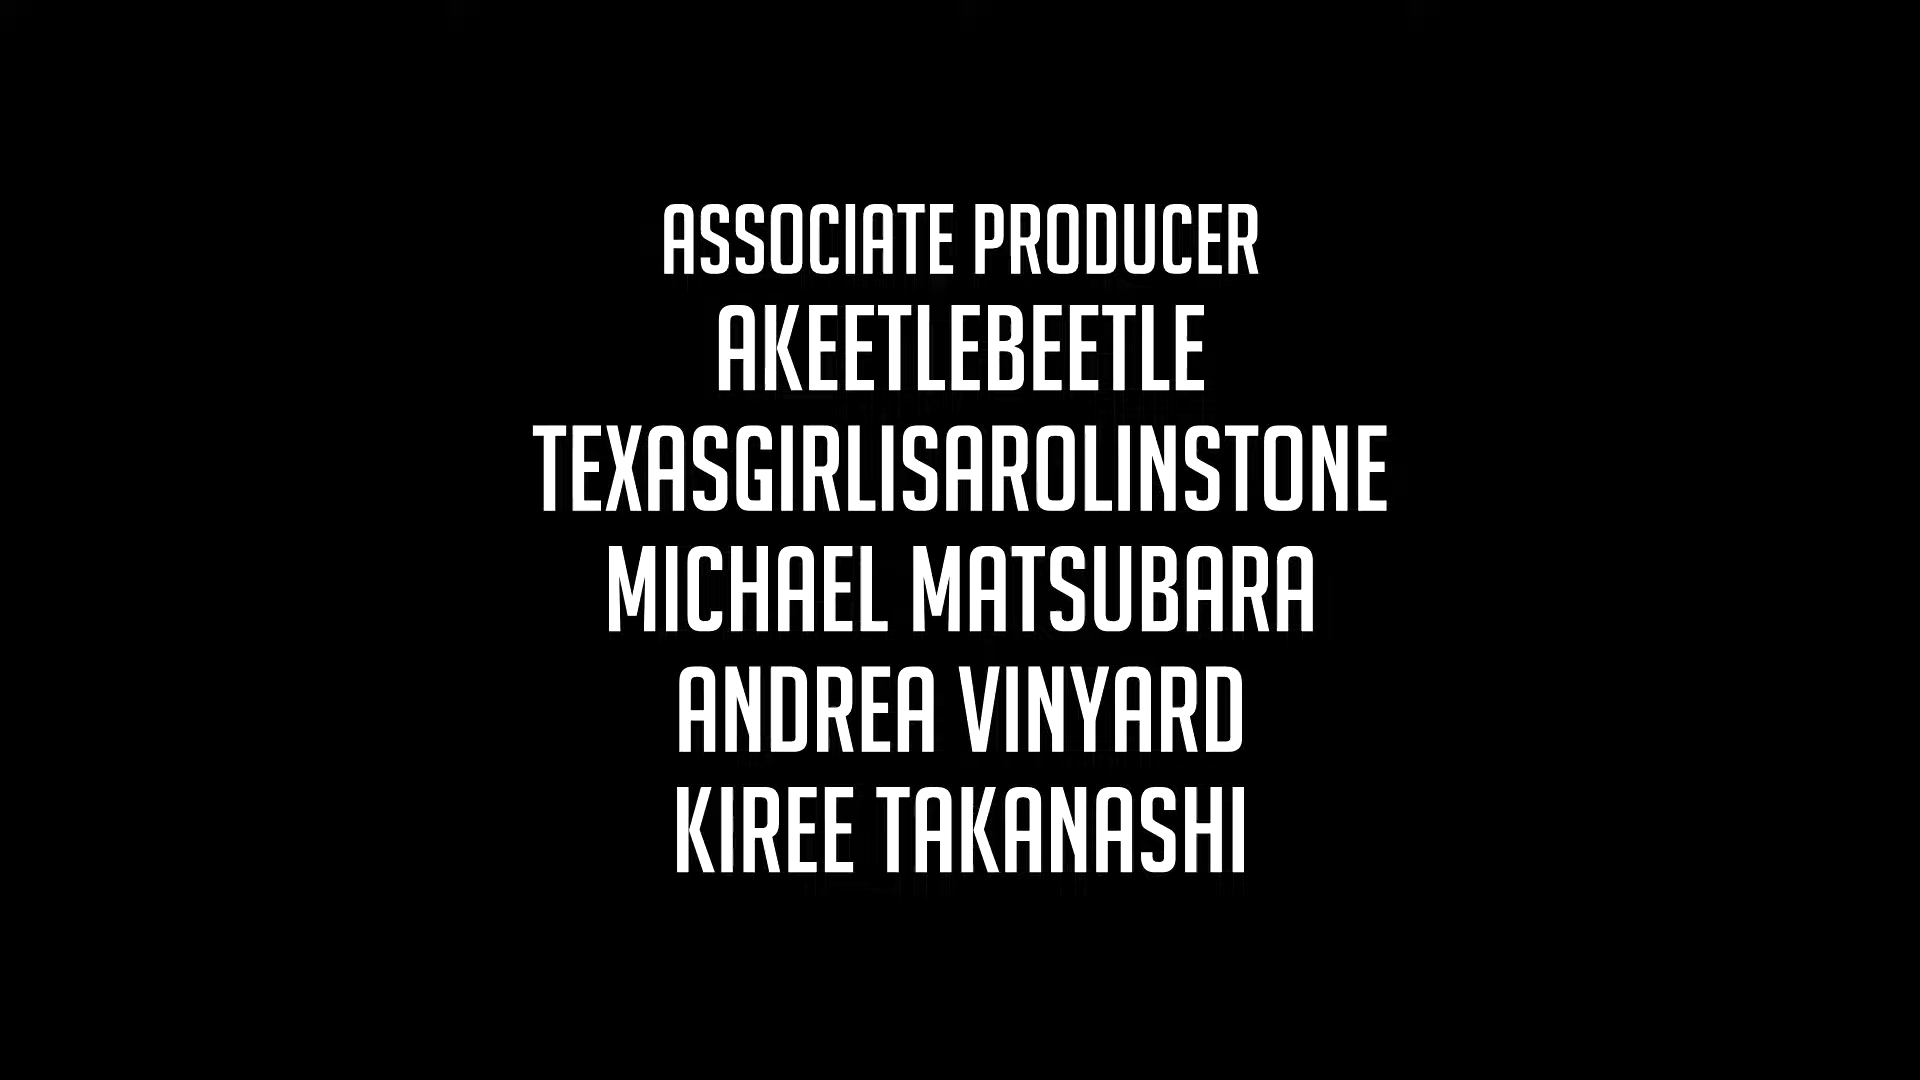 ASSOCIATE PRODUCER
AKEETLEBEETLE
TEXASGIRLISAROLINSTONE
MICHAEL MATSUBARA
ANDREA VINYARD
KIREE TAKANASHI